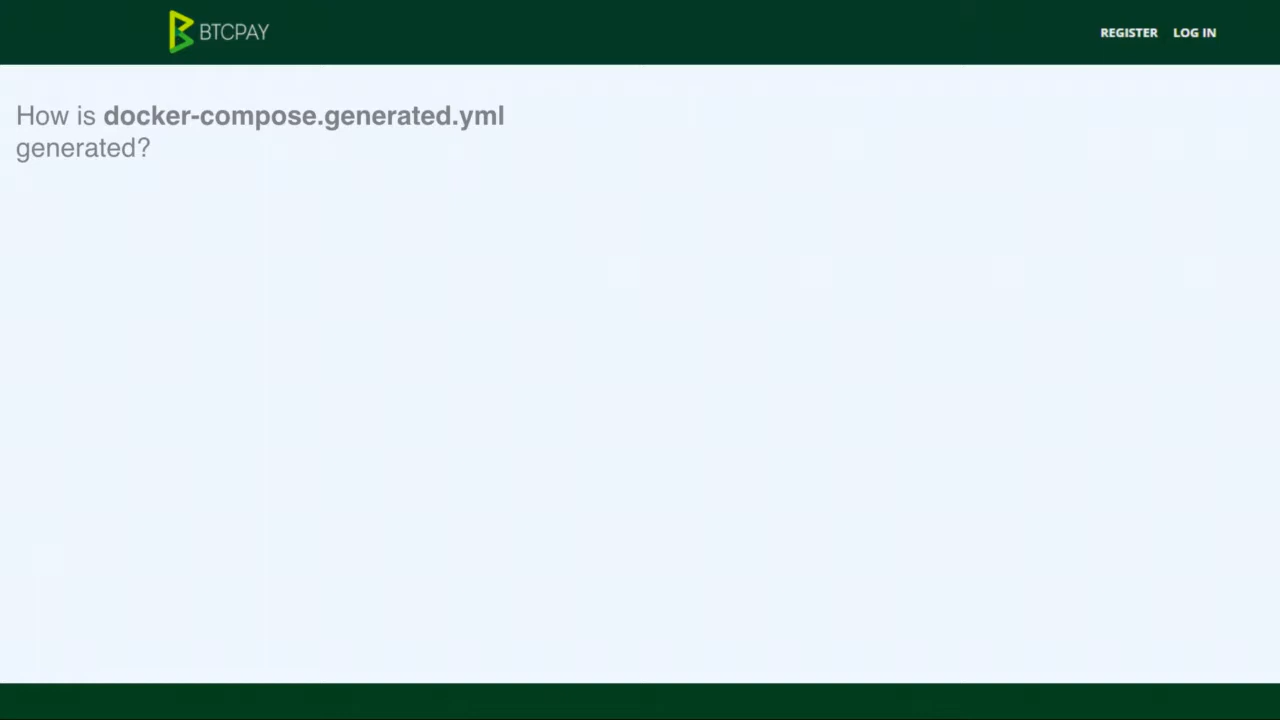 BTCPAY
REGISTER LOG IN
How is docker-compose.generated.yml
generated?